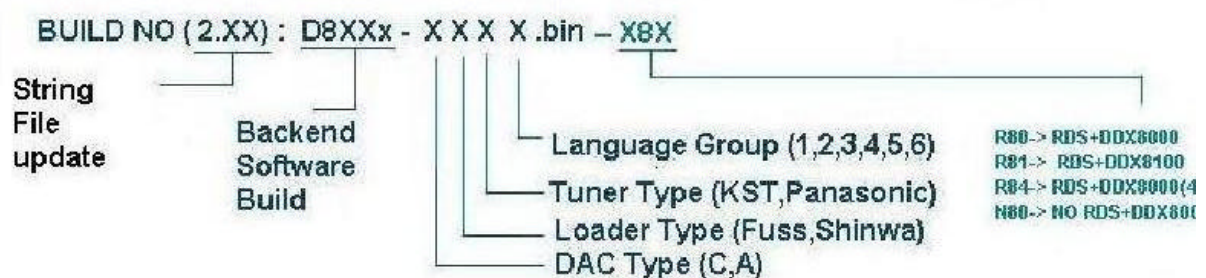 BUILD NO (2.XX) : D8XXx - X X X X .bin – X8X
String
File
update
Backend
Software
Build
Language Group (1,2,3,4,5,6)
Tuner Type (KST,Panasonic)
Loader Type (Fuss,Shinwa)
DAC Type (C,A)
R80-> RDS+DDX8000
R81-> RDS+DDX8100
R84-> RDS+DDX8000(4
N80-> NO RDS+DDX800